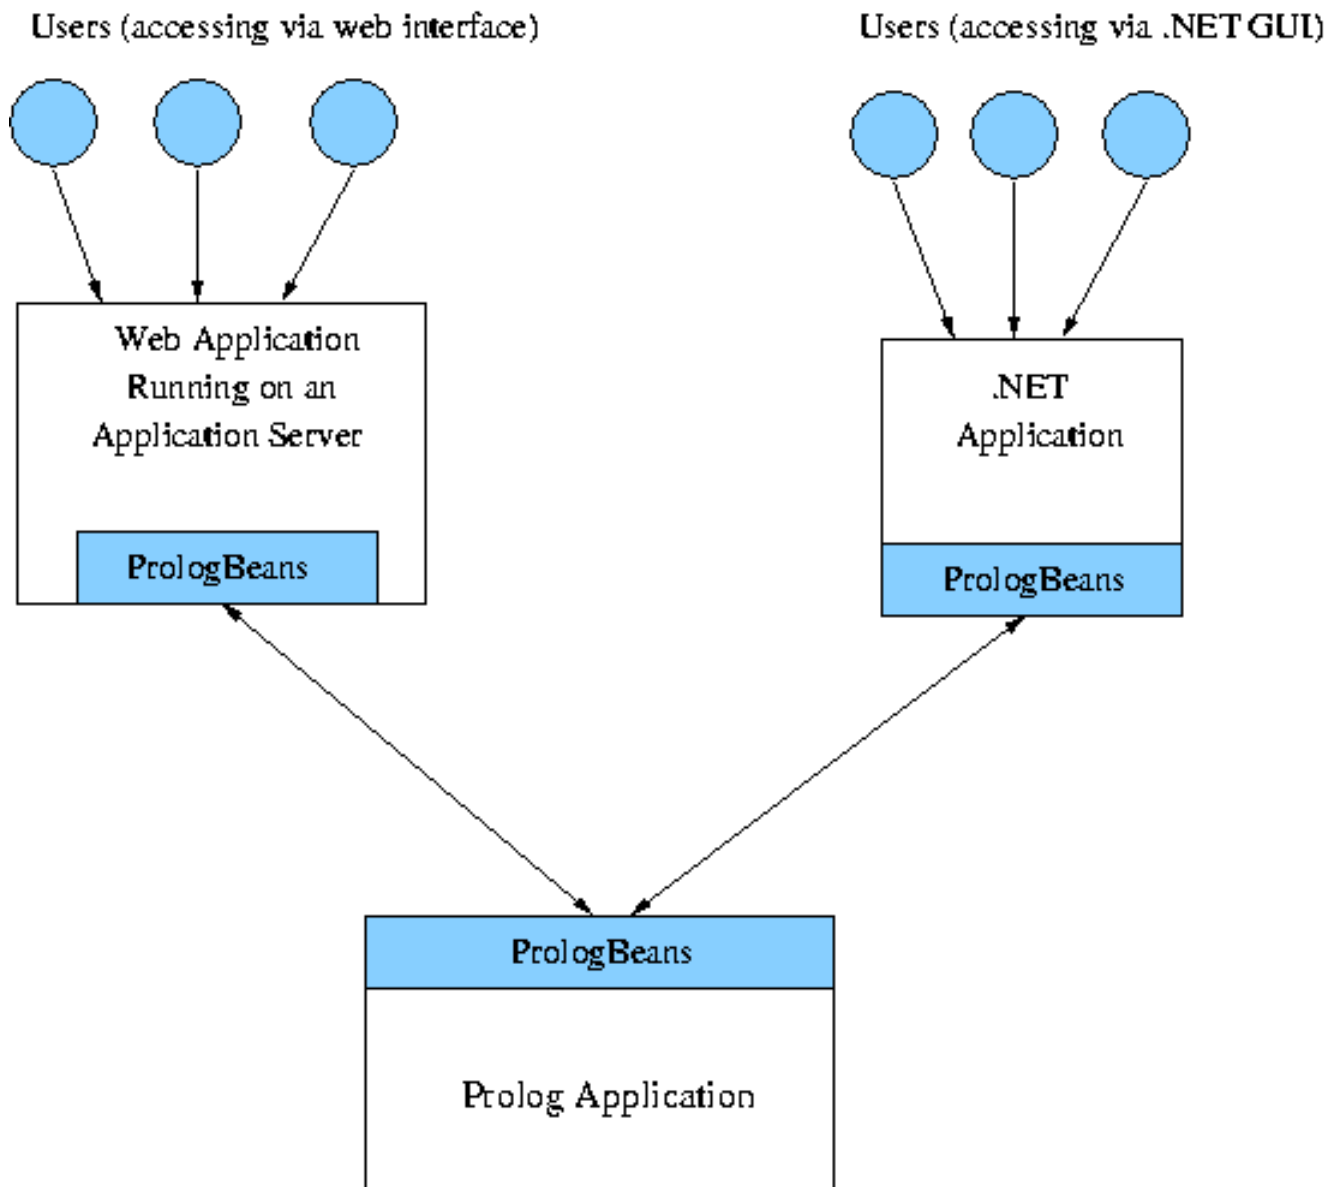 Users (accessing via web interface)
Users (accessing via .NET GUI)
Web Application
Running on an
Application Server
PrologBeans
.NET
Application
PrologBeans
PrologBeans
Prolog Application